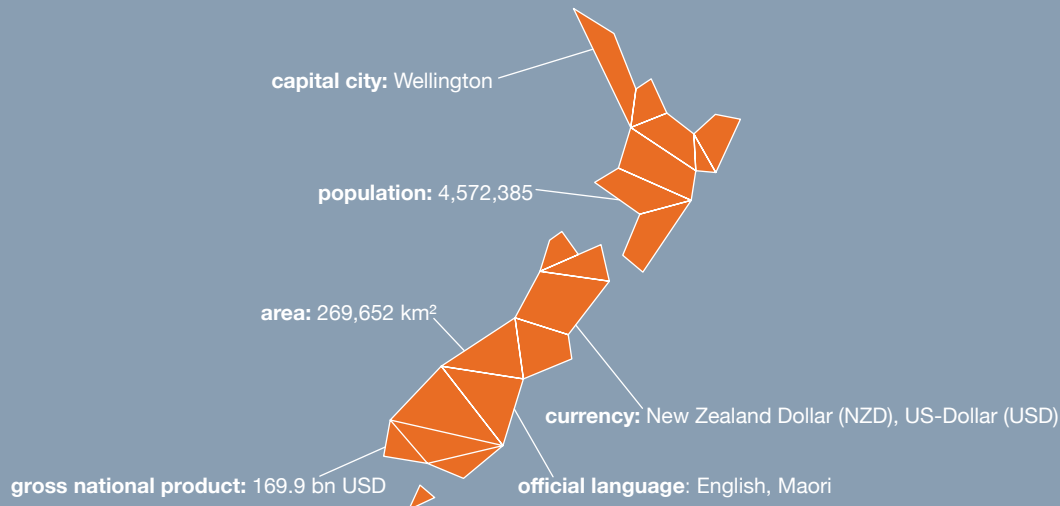 capital city: Wellington
population: 4,572,385
area: 269,652 km²
currency: New Zealand Dollar (NZD), US-Dollar (USD)
gross national product: 169.9 bn USD
official language: English, Maori